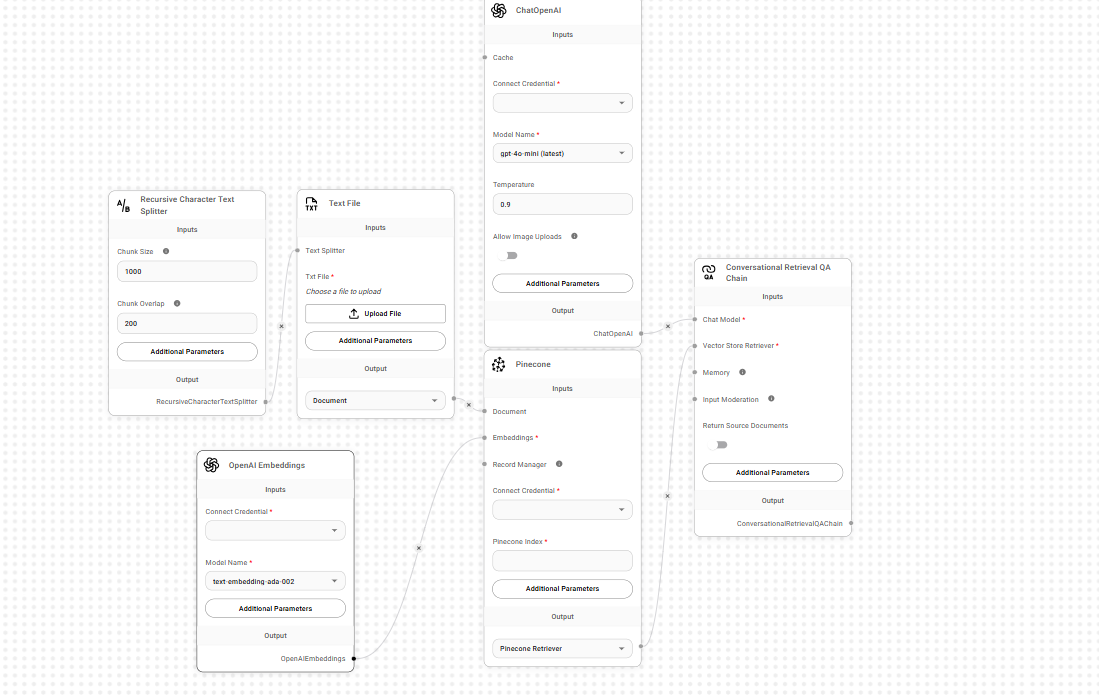 ChatOpenAI
Inputs
Cache
Connect Credential *
Model Name *
gpt-4o-mini (latest)
Temperature
0.9
Allow Image Uploads
Additional Parameters
Output
ChatOpenAI
A/B
Recursive Character Text
Splitter
Inputs
Chunk Size
1000
Chunk Overlap
200
Additional Parameters
Output
RecursiveCharacterTextSplitter
TXT
Text File
Inputs
Text Splitter
Txt File *
Choose a file to upload
Upload File
Additional Parameters
Output
Document
OpenAI Embeddings
Inputs
Connect Credential *
Model Name *
text-embedding-ada-002
Additional Parameters
Output
OpenAIEmbeddings
Pinecone
Inputs
Document
Embeddings *
Record Manager
Connect Credential *
Pinecone Index *
Additional Parameters
Output
Pinecone Retriever
QA
Conversational Retrieval QA
Chain
Inputs
Chat Model *
Vector Store Retriever *
Memory
Input Moderation
Return Source Documents
Additional Parameters
Output
ConversationalRetrievalQAChain